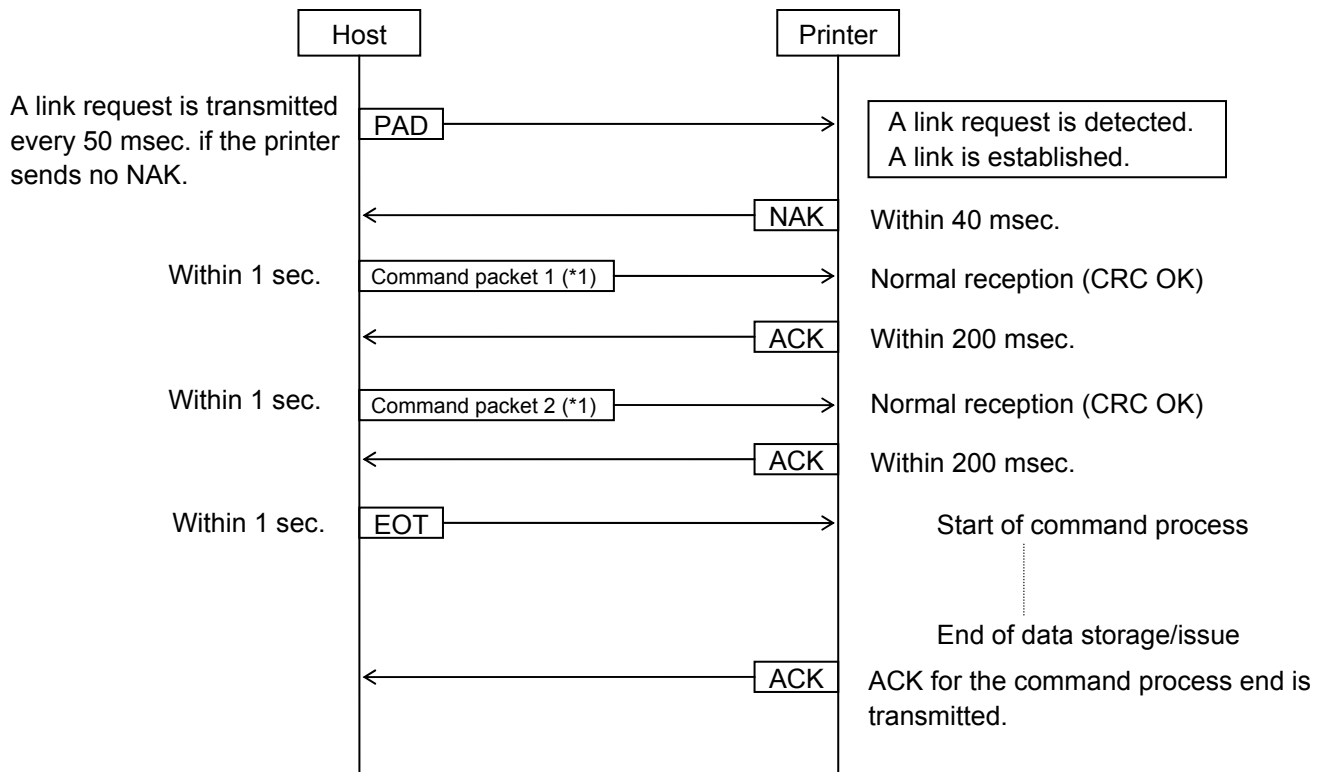 Host
Printer
A link request is transmitted
every 50 msec. if the printer
sends no NAK.
PAD
A link request is detected.
A link is established.
NAK
Within 40 msec.
Within 1 sec.
Command packet 1 (*1)
Normal reception (CRC OK)
ACK
Within 200 msec.
Within 1 sec.
Command packet 2 (*1)
Normal reception (CRC OK)
ACK
Within 200 msec.
Within 1 sec.
EOT
Start of command process
End of data storage/issue
ACK
ACK for the command process end is
transmitted.